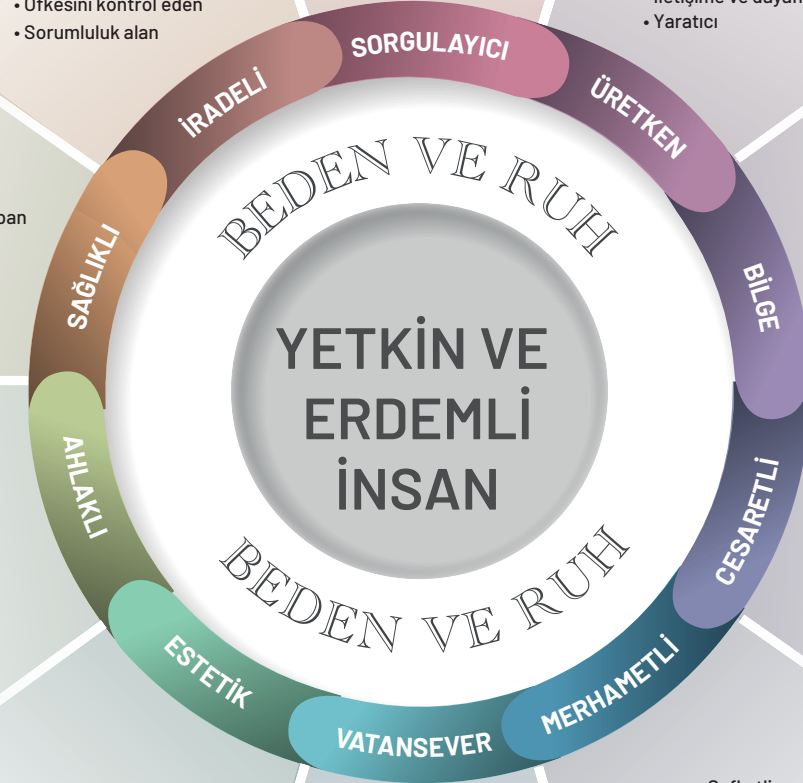 • Öfkesini kontrol eden
• Sorumluluk alan
• Yaratıcı
SORGULAYICI
ÜRETKEN
BİLGE
CESARETLİ
MERHAMETLİ
VATANSEVER
ESTETİK
AHLAKLI
SAĞLIKLI
İRADELİ
BEDEN VE RUH
YETKİN VE
ERDEMLİ
İNSAN
BEDEN VE RUH